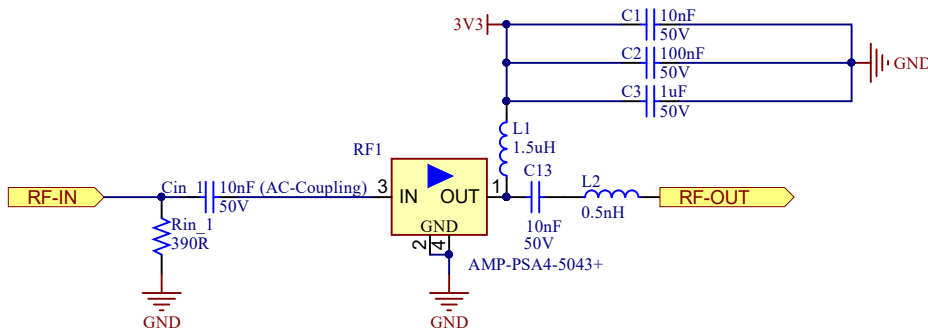 C1 10nF
3V3
50V
C2 100nF
GND
50V
C3 1uF
50V
L1
1.5uH
RF1
C13
L2
RF-IN
Cin_1 10nF (AC-Coupling)
50V
3 IN OUT 1
RF-OUT
0.5nH
Rin_1
390R
GND
10nF
50V
2 4
AMP-PSA4-5043+
GND
GND